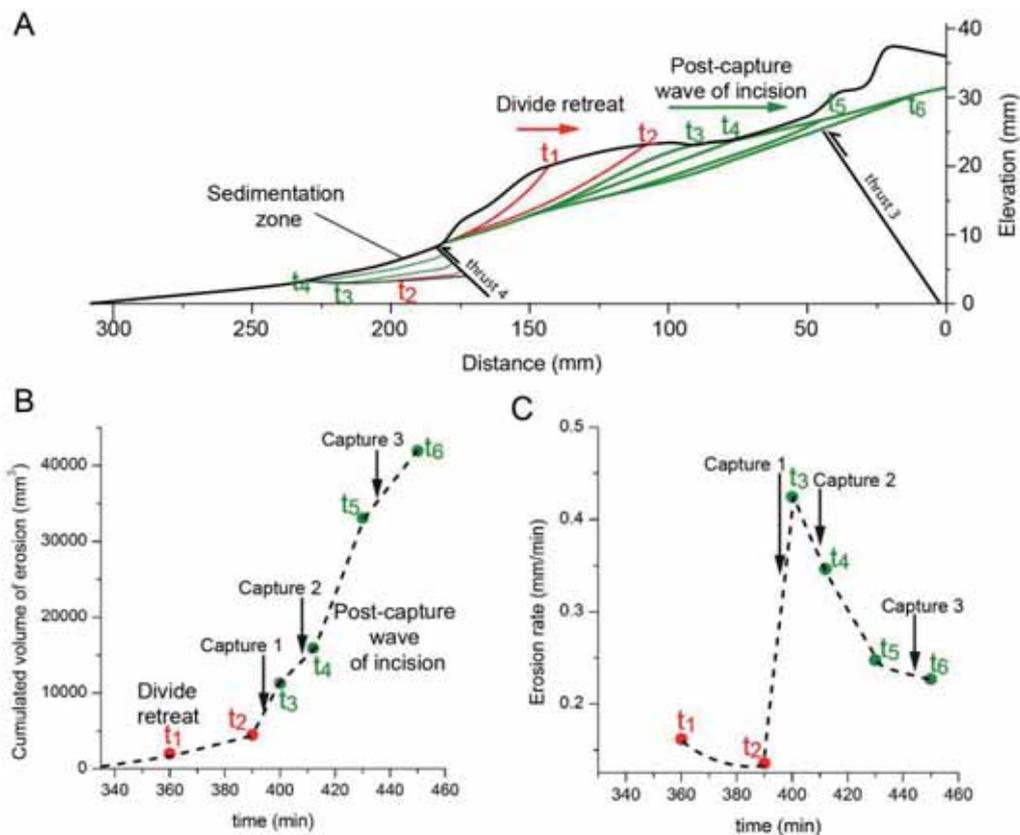 A
Divide retreat
Post-capture
wave of incision
t1
t2
t3
t4
t5
t6
Sedimentation
zone
t4
t3
t2
thrust 4
thrust 3
40
30
20
10
0
Elevation (mm)
300
250
200
150
100
50
0
Distance (mm)
B
Cumulated volume of erosion (mm³)
40000
30000
20000
10000
0
Capture 3
t6
t5
Capture 2
Post-capture
wave
of incision
Capture 1
t4
t3
Divide
retreat
t1
t2
340
360
380
400
420
440
460
time (min)
C
Erosion rate (mm/min)
0.5
0.4
0.3
0.2
Capture 1
t3
Capture 2
t4
Capture 3
t5
t6
t1
t2
340
360
380
400
420
440
460
time (min)